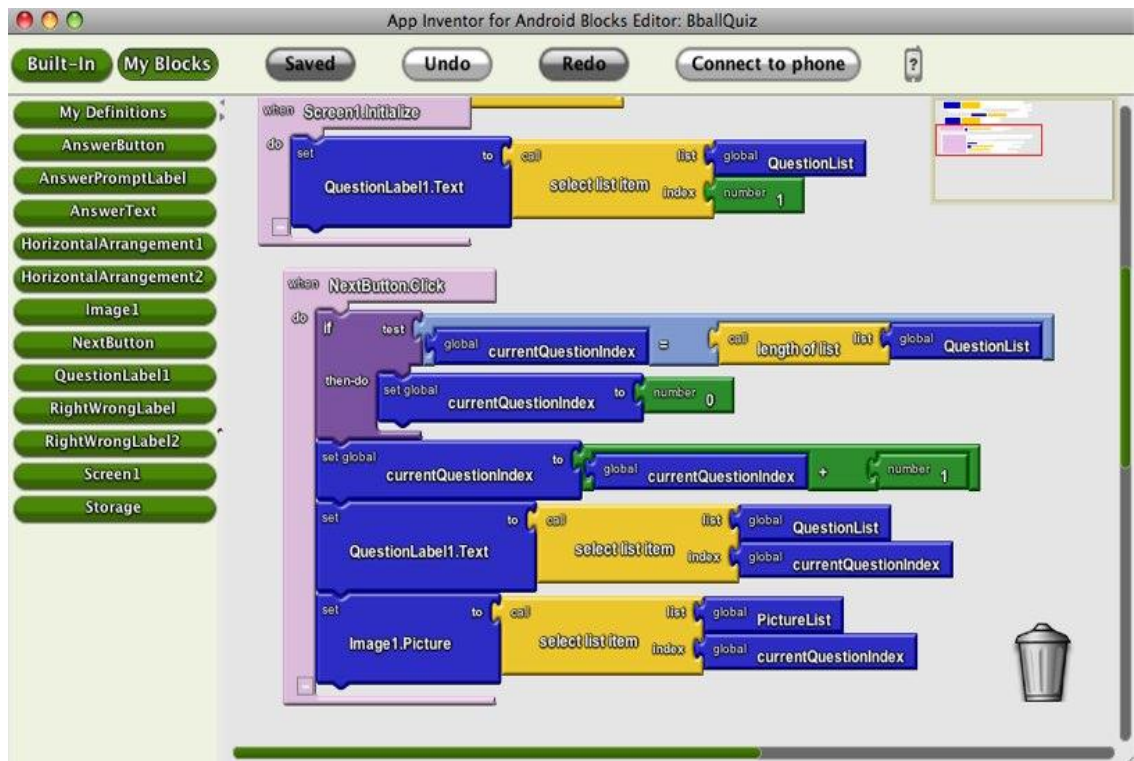 App Inventor for Android Blocks Editor: BballQuiz
Built-In My Blocks Saved Undo Redo Connect to phone ?
My Definitions
AnswerButton
AnswerPromptLabel
AnswerText
HorizontalArrangement1
HorizontalArrangement2
Image1
NextButton
QuestionLabel1
RightWrongLabel
RightWrongLabel2
Screen1
Storage
when Screen1.Initialize
do set QuestionLabel1.Text to call select list item list global QuestionList
index number 1
when NextButton.Click
do if test global currentQuestionIndex = call length of list list global QuestionList
then-do set global currentQuestionIndex to number 0
set global currentQuestionIndex to global currentQuestionIndex + number 1
set QuestionLabel1.Text to call select list item list global QuestionList
index global currentQuestionIndex
set Image1.Picture to call select list item list global PictureList
index global currentQuestionIndex